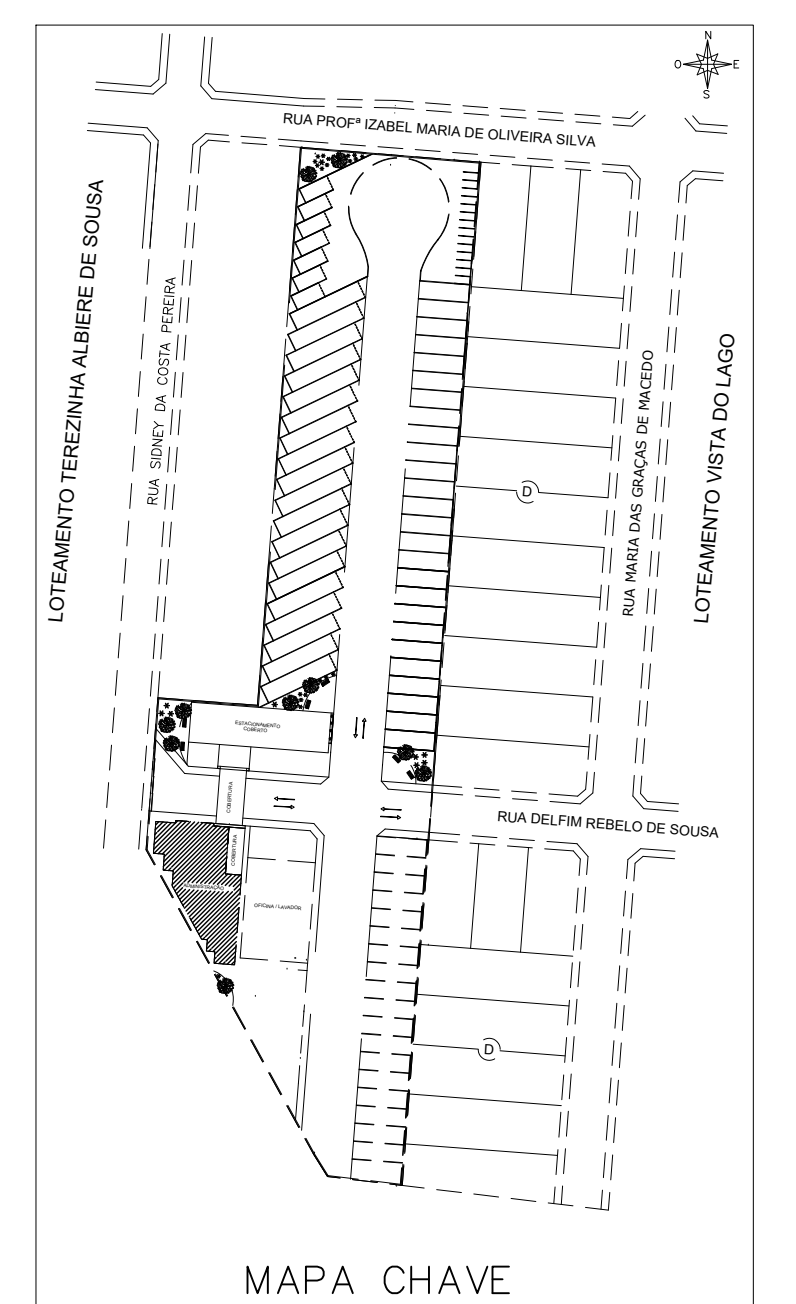 N
O E
S
RUA PROFª IZABEL MARIA DE OLIVEIRA SILVA
LOTEAMENTO TEREZINHA ALBIERE DE SOUSA
RUA SIDNEY DA COSTA PEREIRA
RUA MARIA DAS GRAÇAS DE MACEDO
LOTEAMENTO VISTA DO LAGO
D
ESTACIONAMENTO
COBERTO
COBERTURA
RUA DELFIM REBELO DE SOUSA
COBERTURA
OFICINA / LAVADOR
D
MAPA CHAVE